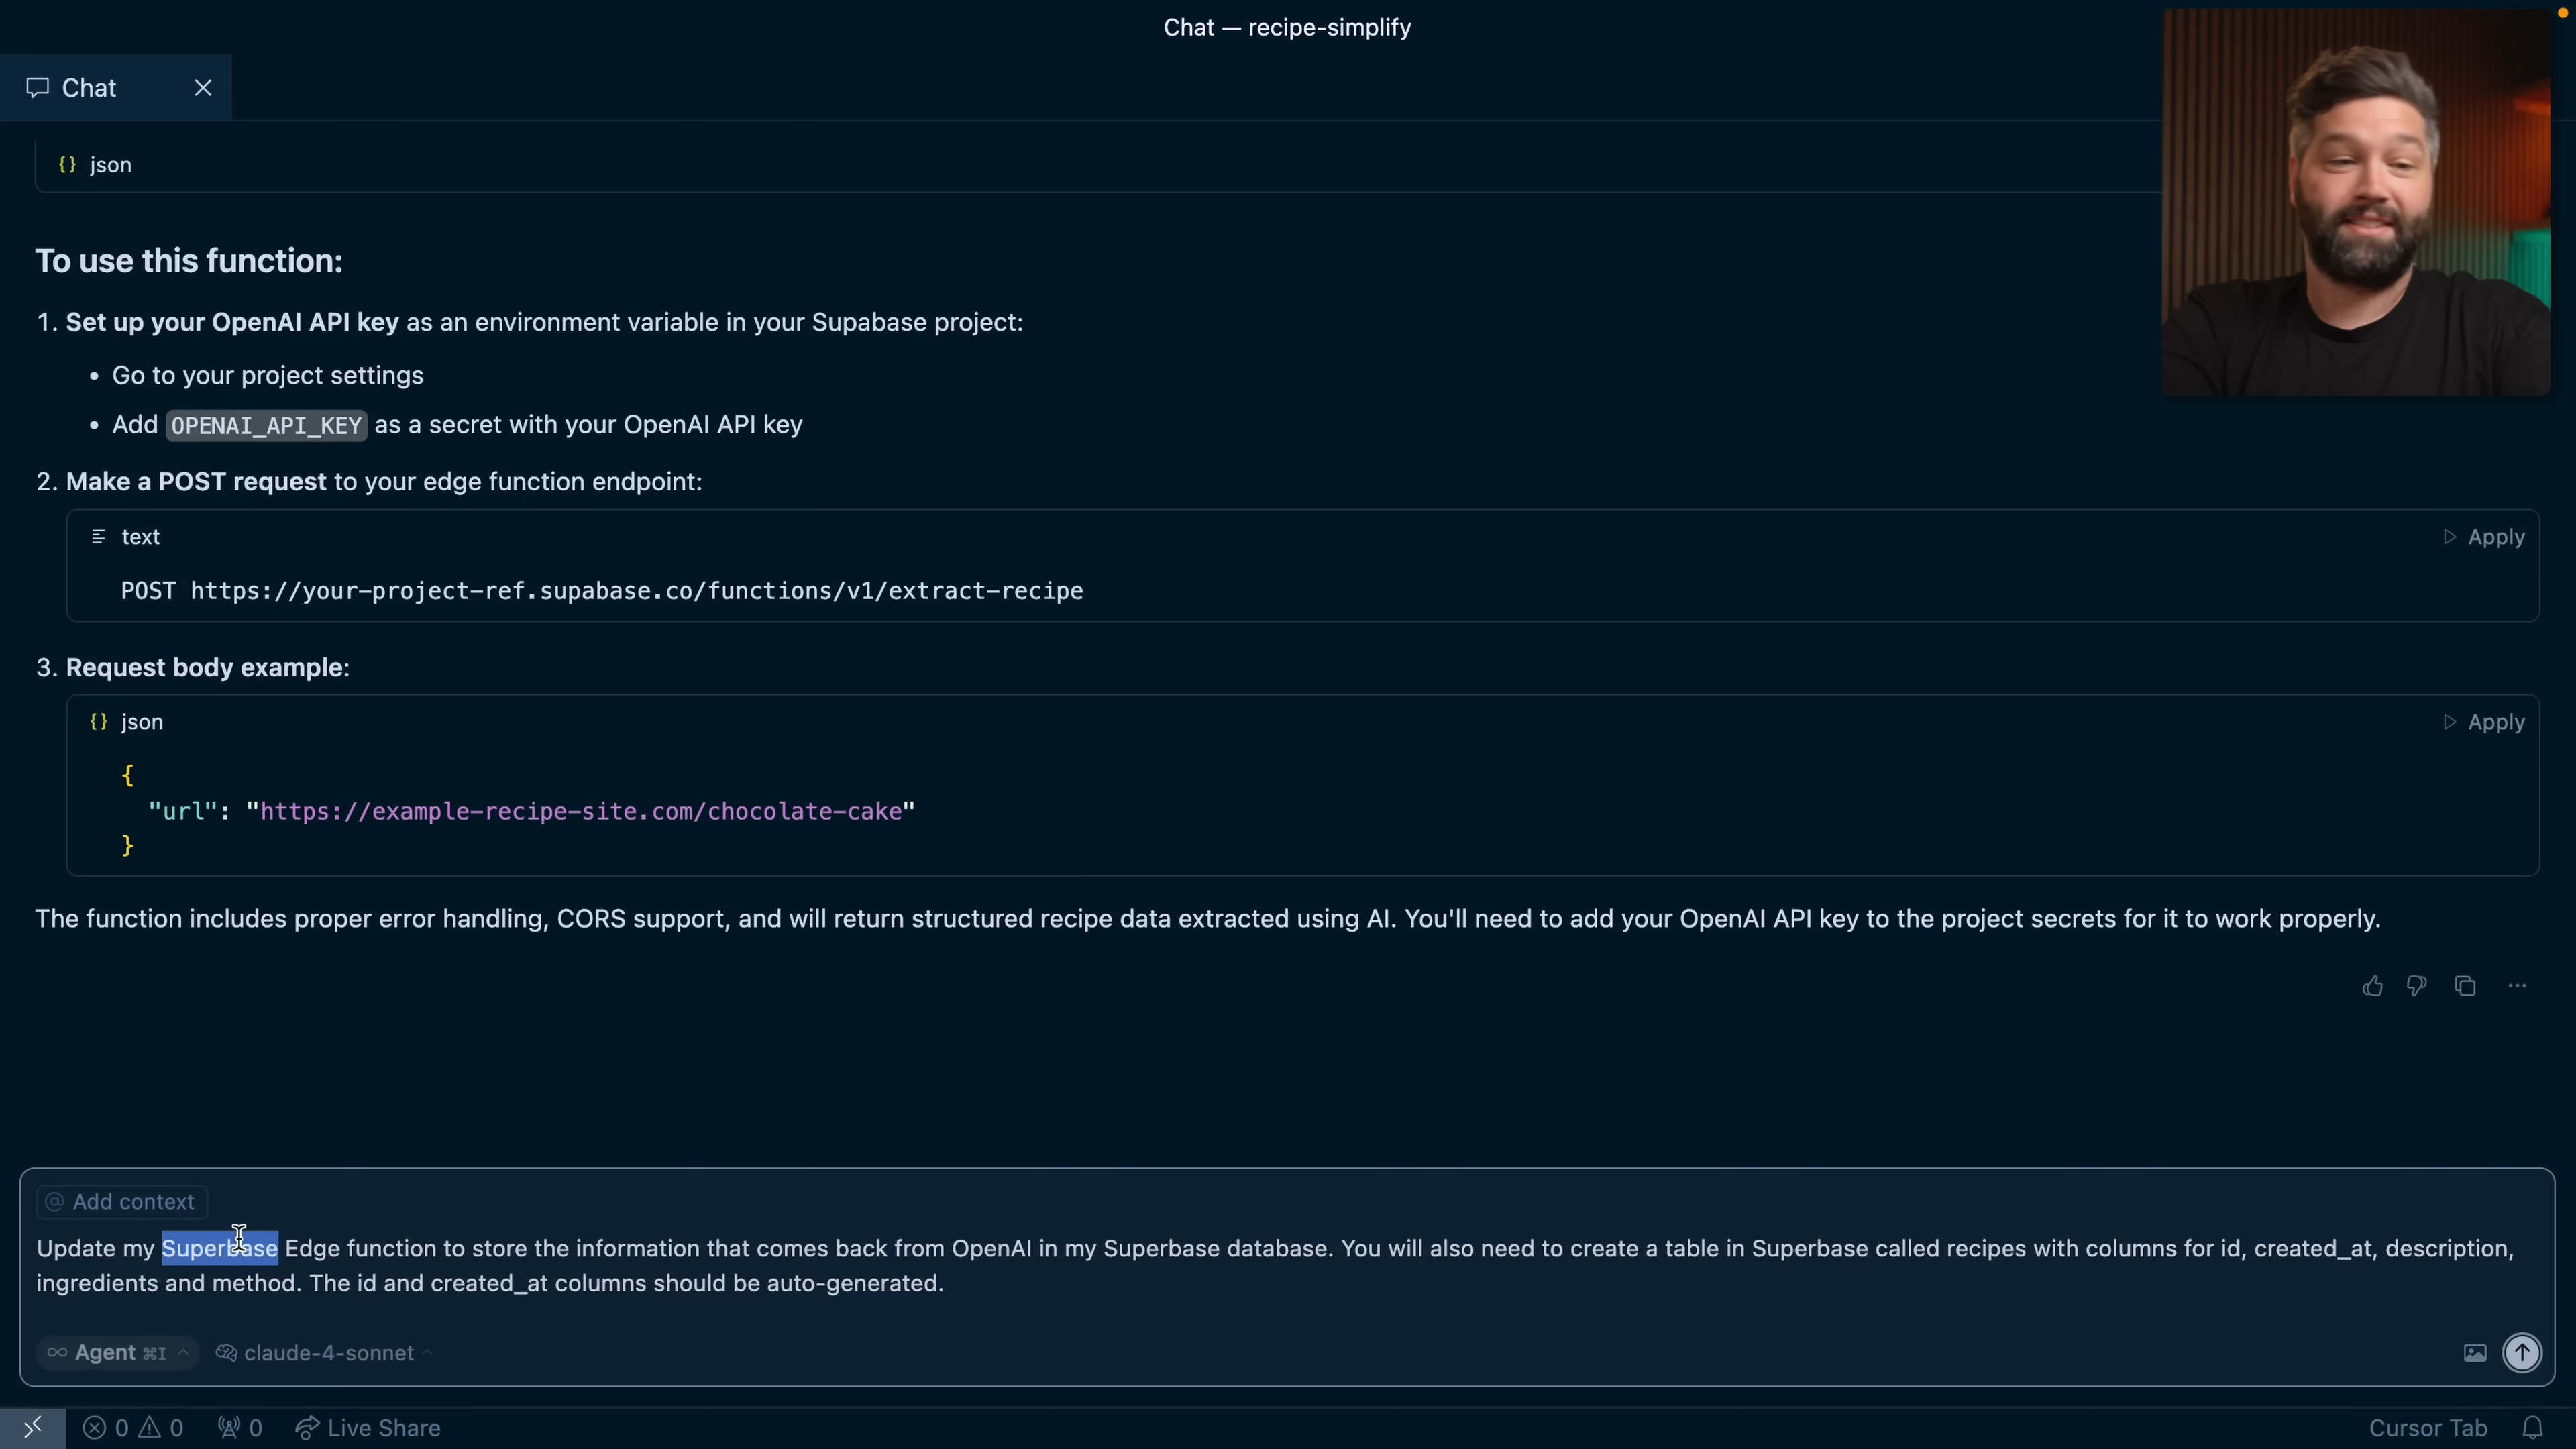 Chat — recipe-simplify
Chat
{} json
To use this function:
1. Set up your OpenAI API key as an environment variable in your Supabase project:
• Go to your project settings
• Add OPENAI_API_KEY as a secret with your OpenAI API key
2. Make a POST request to your edge function endpoint:
text
Apply
POST https://your-project-ref.supabase.co/functions/v1/extract-recipe
3. Request body example:
{} json
Apply
{
"url": "https://example-recipe-site.com/chocolate-cake"
}
The function includes proper error handling, CORS support, and will return structured recipe data extracted using AI. You'll need to add your OpenAI API key to the project secrets for it to work properly.
@ Add context
Update my Superbase Edge function to store the information that comes back from OpenAI in my Superbase database. You will also need to create a table in Superbase called recipes with columns for id, created_at, description,
ingredients and method. The id and created_at columns should be auto-generated.
∞ Agent ⌘I claude-4-sonnet
0 0 0 Live Share Cursor Tab